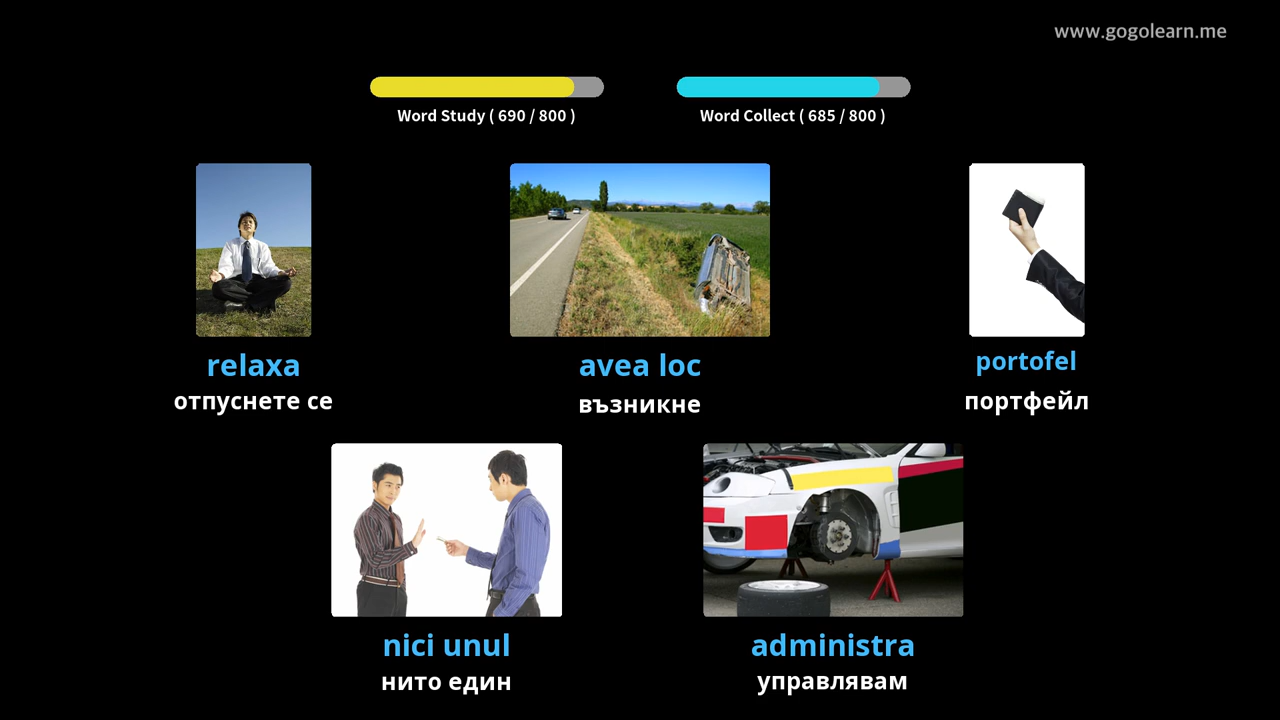 www.gogolearn.me
Word Study ( 690 / 800 )
Word Collect ( 685 / 800 )
relaxa
отпуснете се
avea loc
възникне
portofel
портфейл
nici unul
нито един
administra
управлявам